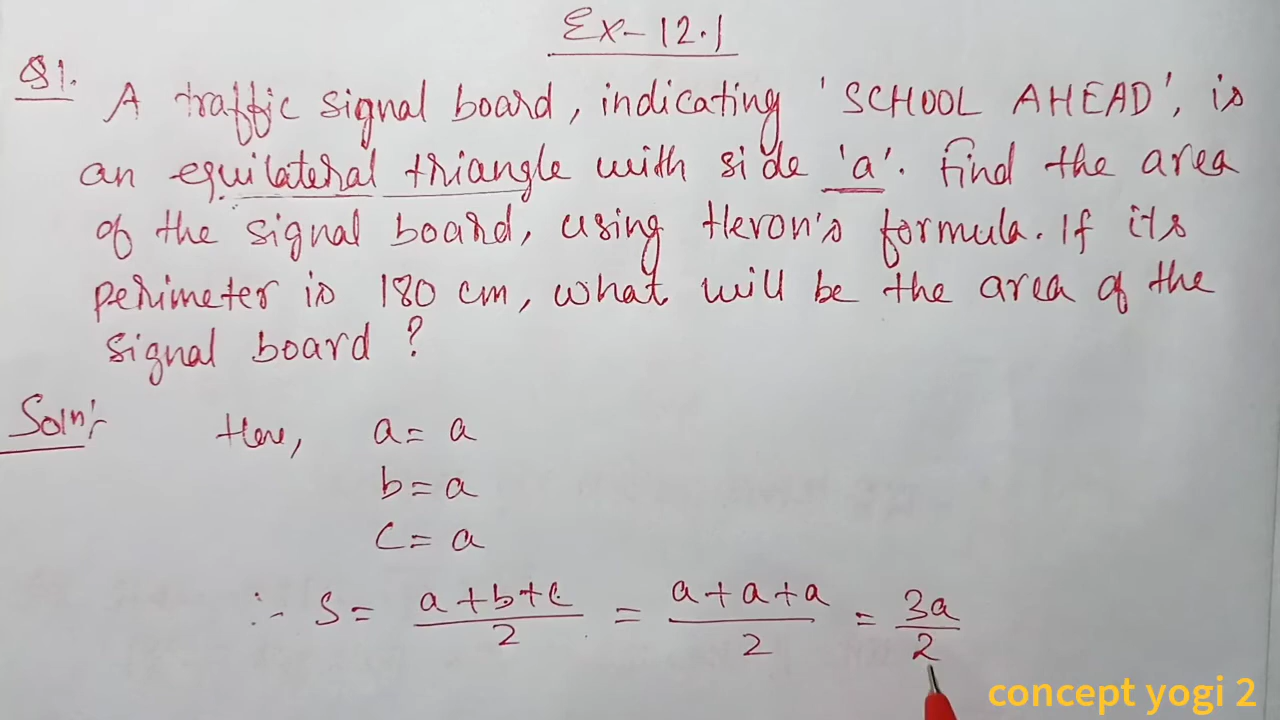 Ex-12.1
Q1.
A traffic signal board, indicating 'SCHOOL AHEAD', is
an equilateral triangle with side 'a'. Find the area
of the signal board, using Heron's formula. If its
perimeter is 180 cm, what will be the area of the
signal board ?
Soln:-
Here, a = a
b = a
c = a
∴- S = a+b+c/2 = a+a+a/2 = 3a/2
concept yogi 2